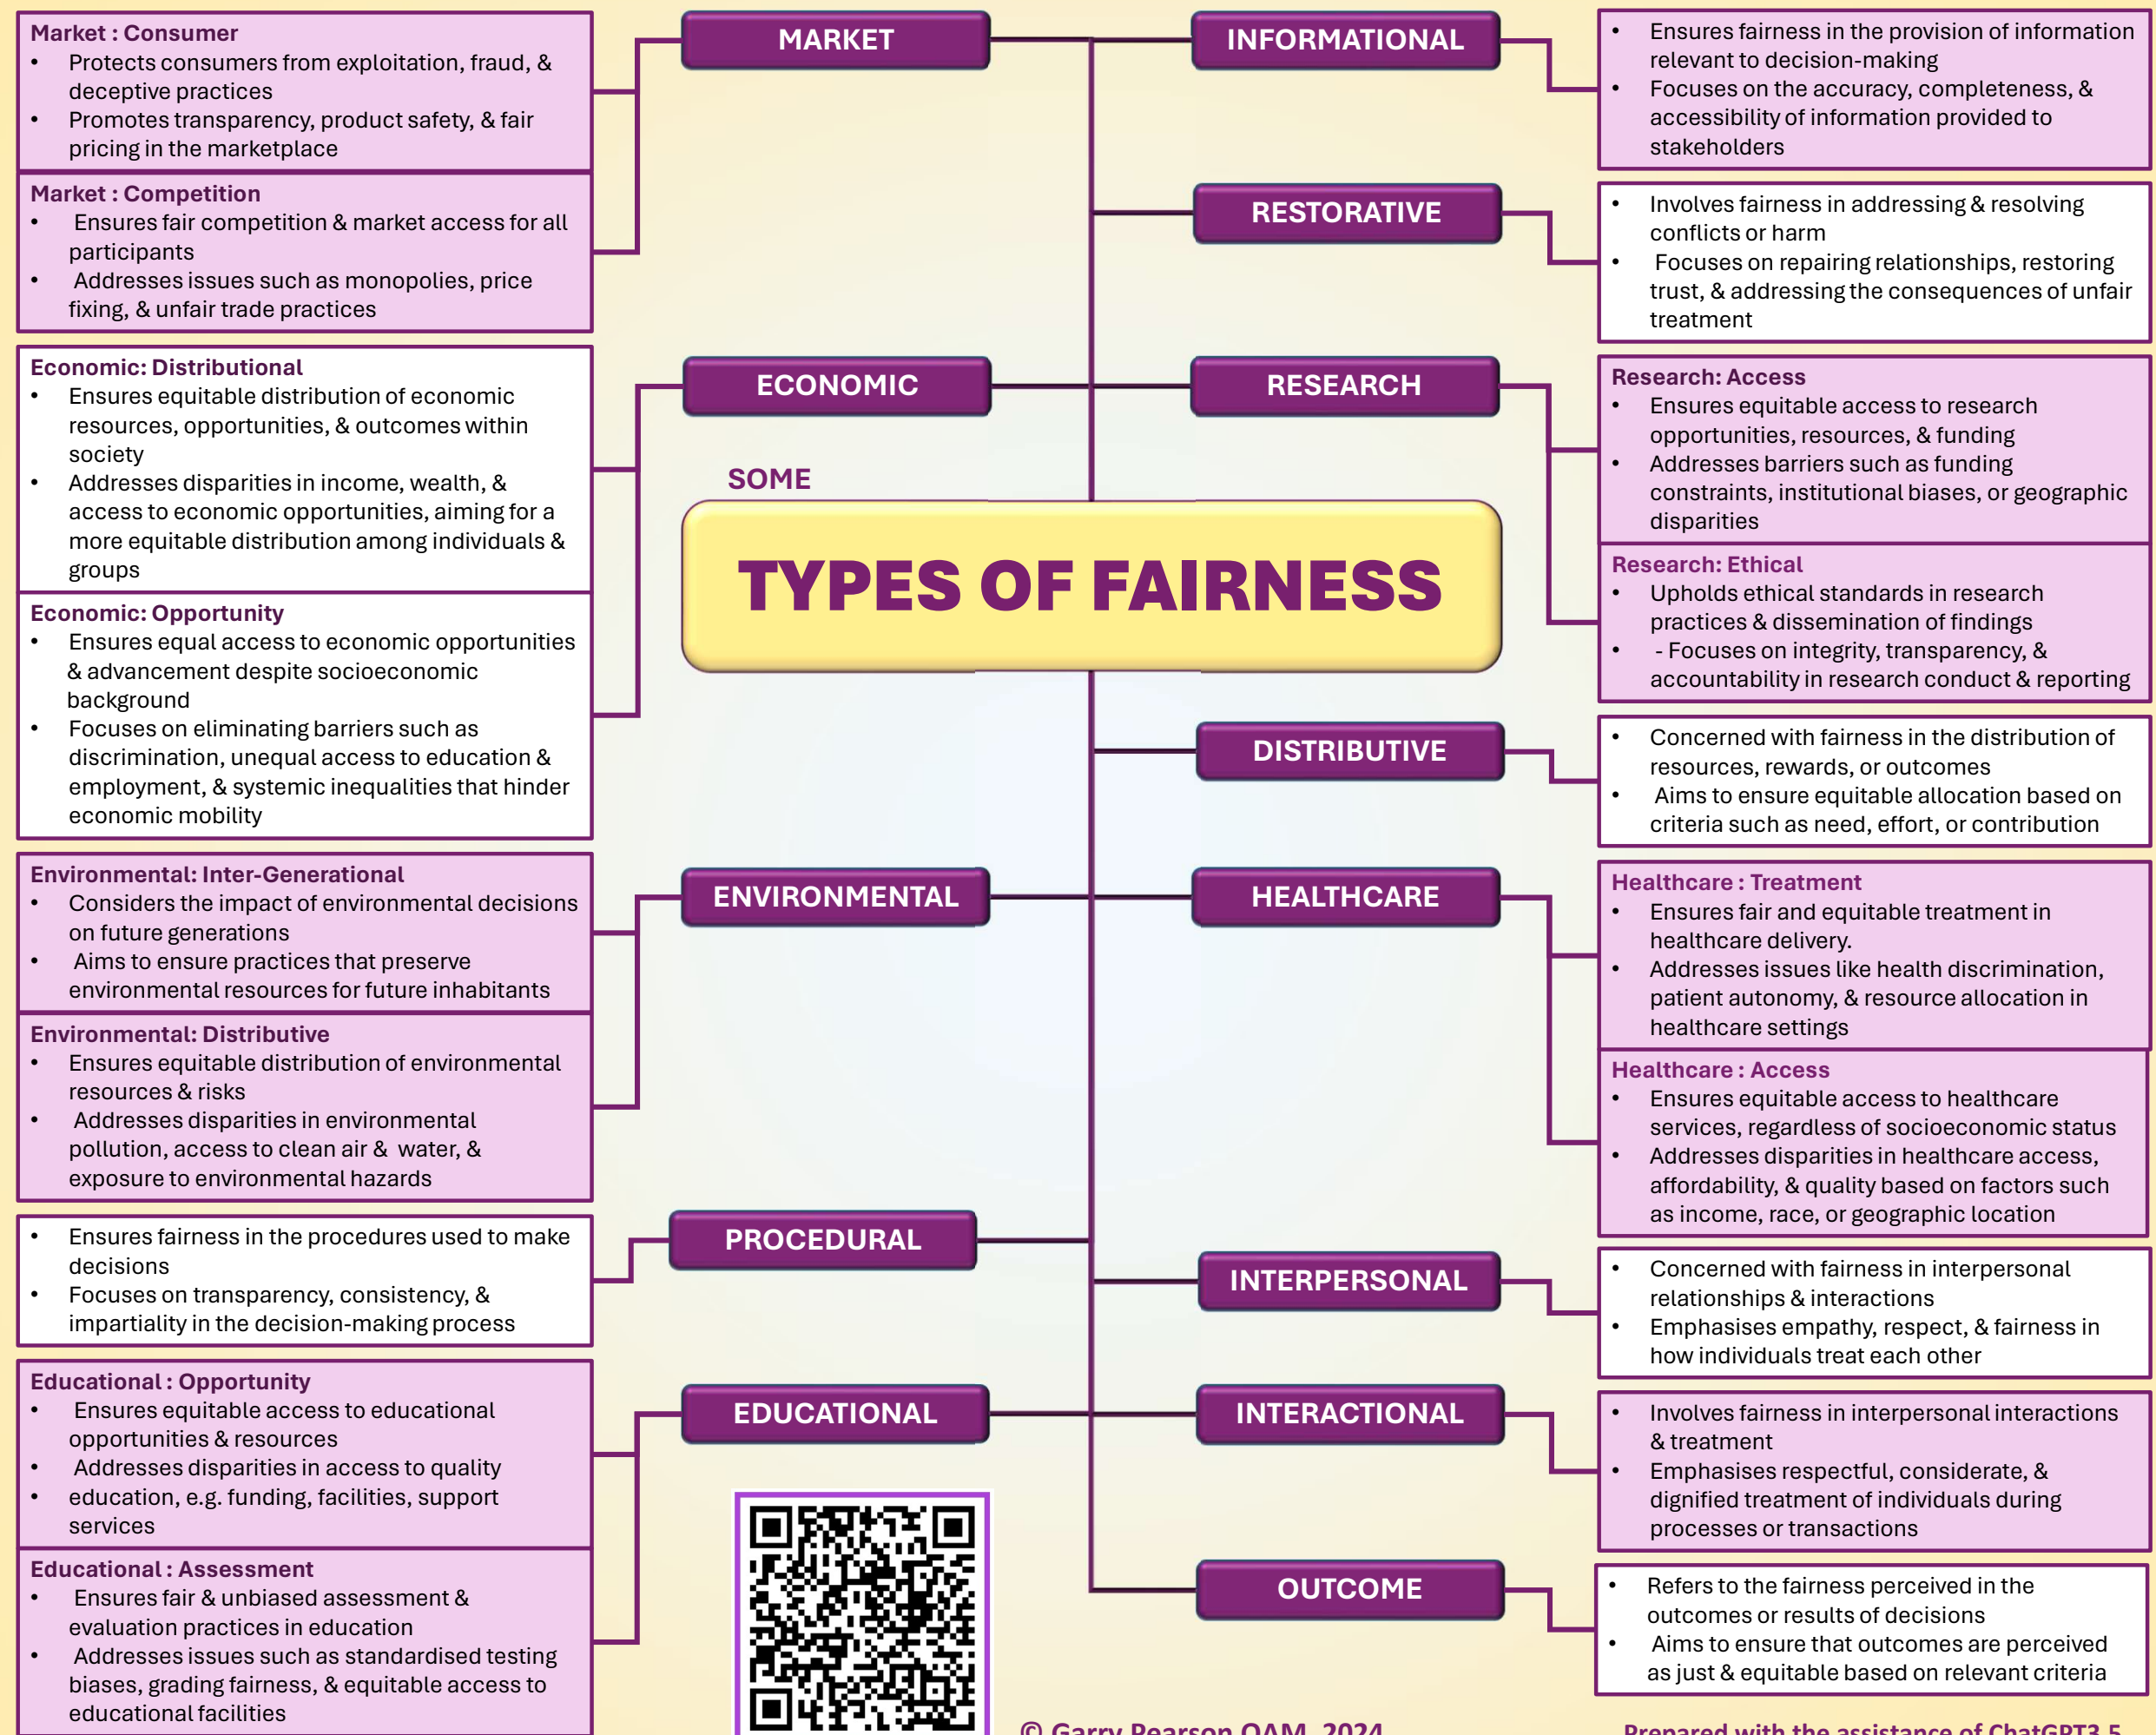 Market : Consumer
• Protects consumers from exploitation, fraud, &
deceptive practices
• Promotes transparency, product safety, & fair
pricing in the marketplace
Market : Competition
• Ensures fair competition & market access for all
participants
• Addresses issues such as monopolies, price
fixing, & unfair trade practices
Economic: Distributional
• Ensures equitable distribution of economic
resources, opportunities, & outcomes within
society
• Addresses disparities in income, wealth, &
access to economic opportunities, aiming for a
more equitable distribution among individuals &
groups
Economic: Opportunity
• Ensures equal access to economic opportunities
& advancement despite socioeconomic
background
• Focuses on eliminating barriers such as
discrimination, unequal access to education &
employment, & systemic inequalities that hinder
economic mobility
Environmental: Inter-Generational
• Considers the impact of environmental decisions
on future generations
• Aims to ensure practices that preserve
environmental resources for future inhabitants
Environmental: Distributive
• Ensures equitable distribution of environmental
resources & risks
• Addresses disparities in environmental
pollution, access to clean air & water, &
exposure to environmental hazards
• Ensures fairness in the procedures used to make
decisions
• Focuses on transparency, consistency, &
impartiality in the decision-making process
Educational : Opportunity
• Ensures equitable access to educational
opportunities & resources
• Addresses disparities in access to quality
• education, e.g. funding, facilities, support
services
Educational : Assessment
• Ensures fair & unbiased assessment &
evaluation practices in education
• Addresses issues such as standardised testing
biases, grading fairness, & equitable access to
educational facilities
MARKET
ECONOMIC
SOME
TYPES OF FAIRNESS
ENVIRONMENTAL
PROCEDURAL
EDUCATIONAL
INFORMATIONAL
RESTORATIVE
RESEARCH
DISTRIBUTIVE
HEALTHCARE
INTERPERSONAL
INTERACTIONAL
OUTCOME
• Ensures fairness in the provision of information
relevant to decision-making
• Focuses on the accuracy, completeness, &
accessibility of information provided to
stakeholders
• Involves fairness in addressing & resolving
conflicts or harm
• Focuses on repairing relationships, restoring
trust, & addressing the consequences of unfair
treatment
Research: Access
• Ensures equitable access to research
opportunities, resources, & funding
• Addresses barriers such as funding
constraints, institutional biases, or geographic
disparities
Research: Ethical
• Upholds ethical standards in research
practices & dissemination of findings
• - Focuses on integrity, transparency, &
accountability in research conduct & reporting
• Concerned with fairness in the distribution of
resources, rewards, or outcomes
• Aims to ensure equitable allocation based on
criteria such as need, effort, or contribution
Healthcare : Treatment
• Ensures fair and equitable treatment in
healthcare delivery.
• Addresses issues like health discrimination,
patient autonomy, & resource allocation in
healthcare settings
Healthcare : Access
• Ensures equitable access to healthcare
services, regardless of socioeconomic status
• Addresses disparities in healthcare access,
affordability, & quality based on factors such
as income, race, or geographic location
• Concerned with fairness in interpersonal
relationships & interactions
• Emphasises empathy, respect, & fairness in
how individuals treat each other
• Involves fairness in interpersonal interactions
& treatment
• Emphasises respectful, considerate, &
dignified treatment of individuals during
processes or transactions
• Refers to the fairness perceived in the
outcomes or results of decisions
• Aims to ensure that outcomes are perceived
as just & equitable based on relevant criteria
© Garry Pearson OAM, 2024
Prepared with the assistance of ChatGPT3.5